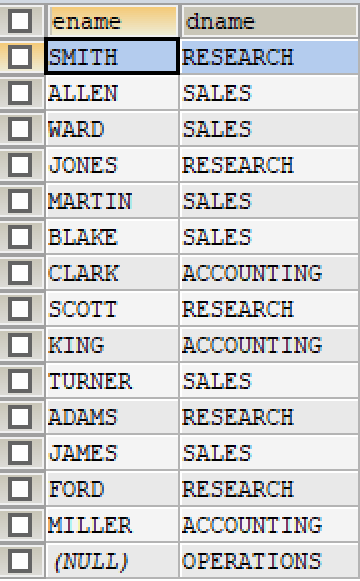 ename dname
SMITH RESEARCH
ALLEN SALES
WARD SALES
JONES RESEARCH
MARTIN SALES
BLAKE SALES
CLARK ACCOUNTING
SCOTT RESEARCH
KING ACCOUNTING
TURNER SALES
ADAMS RESEARCH
JAMES SALES
FORD RESEARCH
MILLER ACCOUNTING
(NULL) OPERATIONS